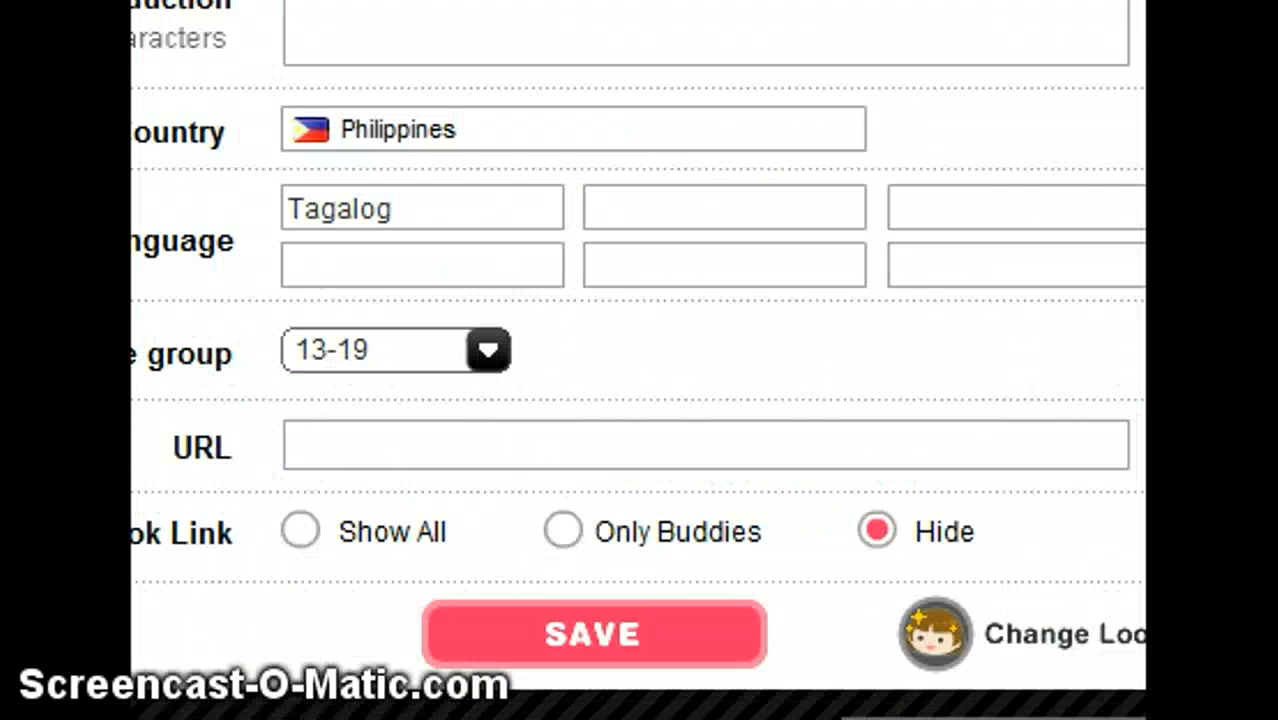 duction
aracters
ountry
Philippines
Tagalog
nguage
e group
13-19
URL
ok Link
Show All
Only Buddies
Hide
SAVE
Change Loo
Screencast-O-Matic.com